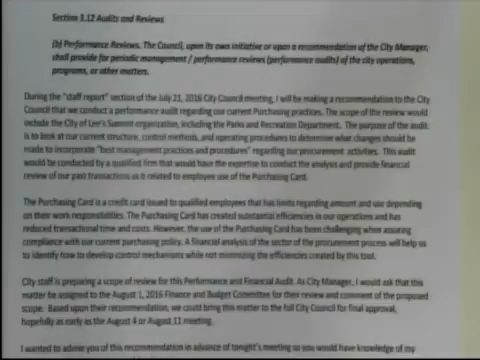 Section 3.12 Audits and Reviews
(b) Performance Reviews. The Council, upon its own initiative or upon a recommendation of the City Manager,
shall provide for periodic management / performance reviews (performance audits) of the city operations,
programs, or other matters.
During the "staff report" section of the July 21, 2016 City Council meeting, I will be making a recommendation to the City
Council that we conduct a performance audit regarding our current Purchasing practices. The scope of the review would
include the City of Lee's Summit organization, including the Parks and Recreation Department. The purpose of the audit
is to look at our current structure, control methods, and operating procedures to determine what changes should be
made to incorporate "best management practices and procedures" regarding our procurement activities. This audit
would be conducted by a qualified firm that would have the expertise to conduct the analysis and provide financial
review of our past transactions as it related to employee use of the Purchasing Card.
The Purchasing Card is a credit card issued to qualified employees that has limits regarding amount and use depending
on their work responsibilities. The Purchasing Card has created substantial efficiencies in our operations and has
reduced transactional time and costs. However, the use of the Purchasing Card has been challenging when assuring
compliance with our current purchasing policy. A financial analysis of the sector of the procurement process will help us
to identify how to develop control mechanisms while not minimizing the efficiencies created by this tool.
City staff is preparing a scope of review for this Performance and Financial Audit. As City Manager, I would ask that this
matter be assigned to the August 1, 2016 Finance and Budget Committee for their review and comment of the proposed
scope. Based upon their recommendation, we could bring this matter to the full City Council for final approval,
hopefully as early as the August 4 or August 11 meeting.
I wanted to advise you of this recommendation in advance of tonight's meeting so you would have knowledge of my